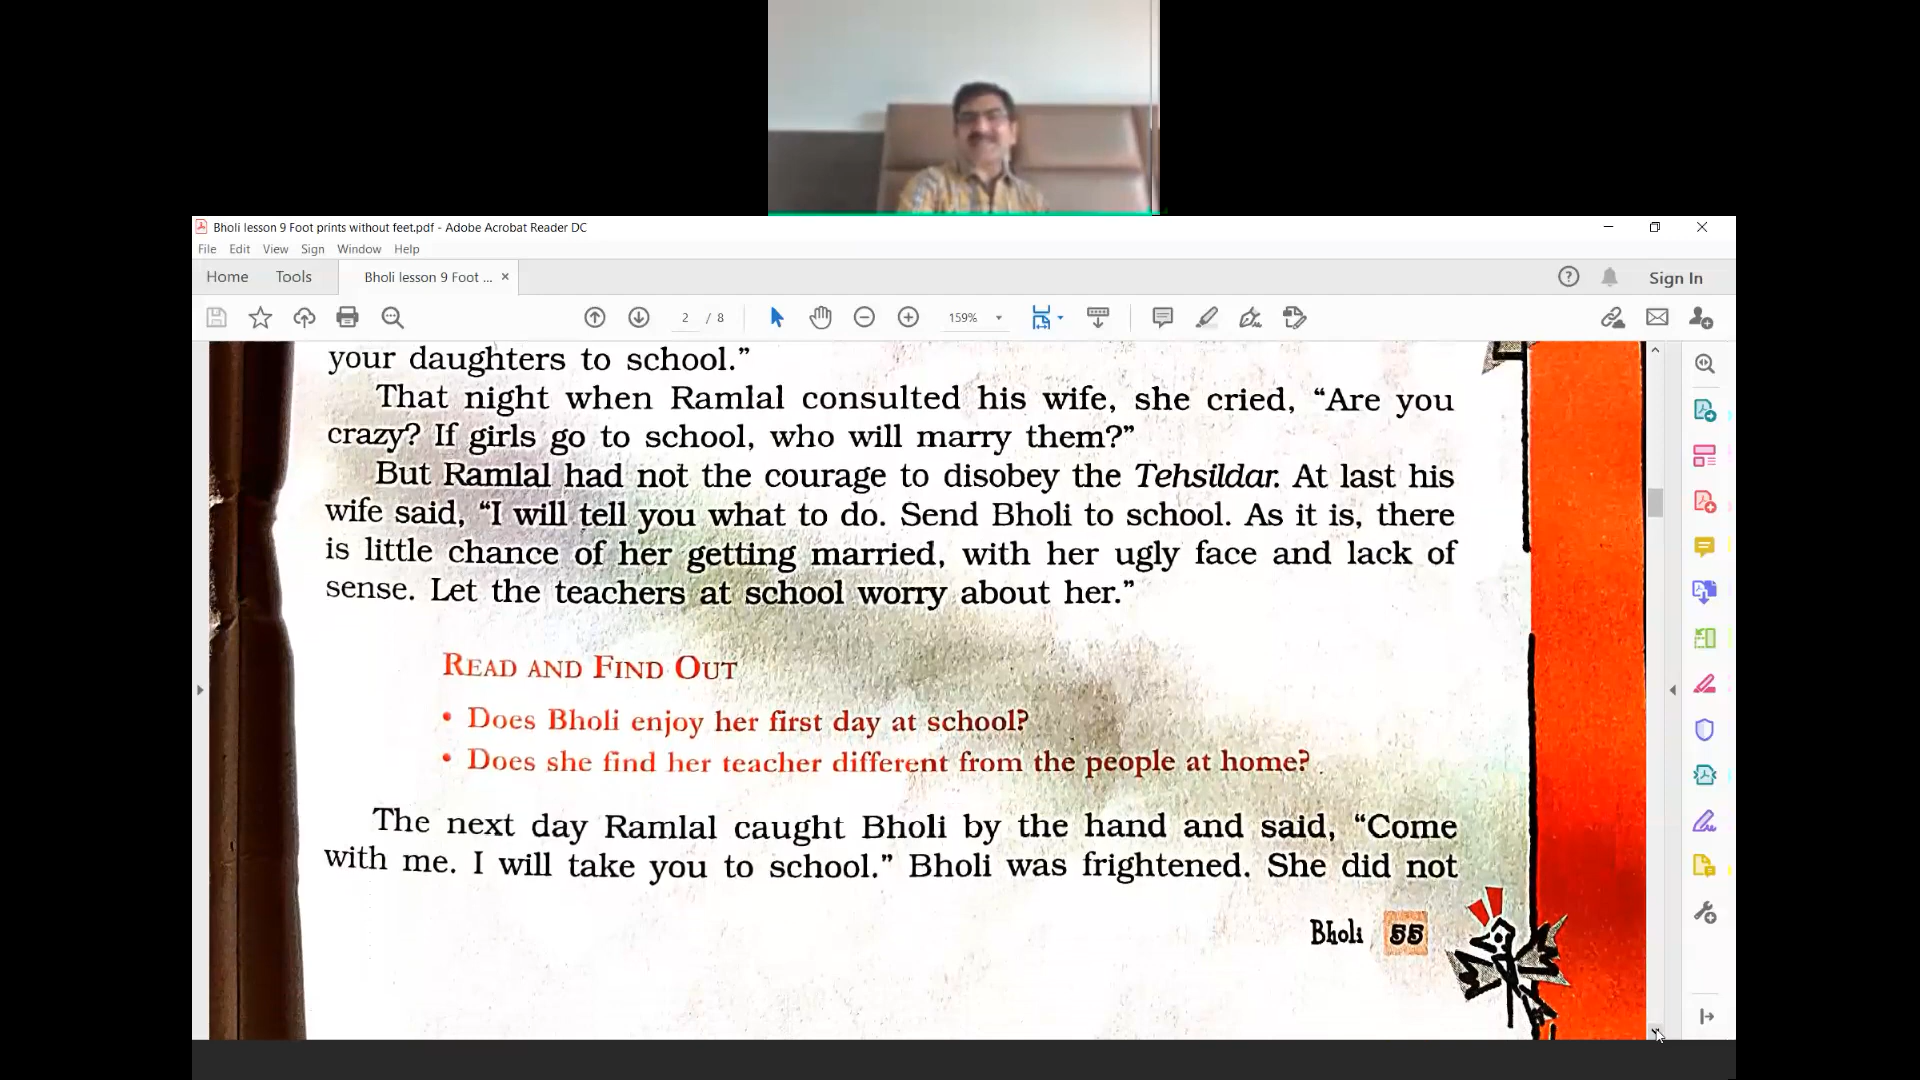 Bholi lesson 9 Foot prints without feet.pdf - Adobe Acrobat Reader DC
File Edit View Sign Window Help
Home Tools Bholi lesson 9 Foot ... × Sign In
2 / 8 159%
your daughters to school.”
That night when Ramlal consulted his wife, she cried, “Are you
crazy? If girls go to school, who will marry them?”
But Ramlal had not the courage to disobey the Tehsildar. At last his
wife said, “I will tell you what to do. Send Bholi to school. As it is, there
is little chance of her getting married, with her ugly face and lack of
sense. Let the teachers at school worry about her.”
READ AND FIND OUT
• Does Bholi enjoy her first day at school?
• Does she find her teacher different from the people at home?
The next day Ramlal caught Bholi by the hand and said, “Come
with me. I will take you to school.” Bholi was frightened. She did not
Bholi 55